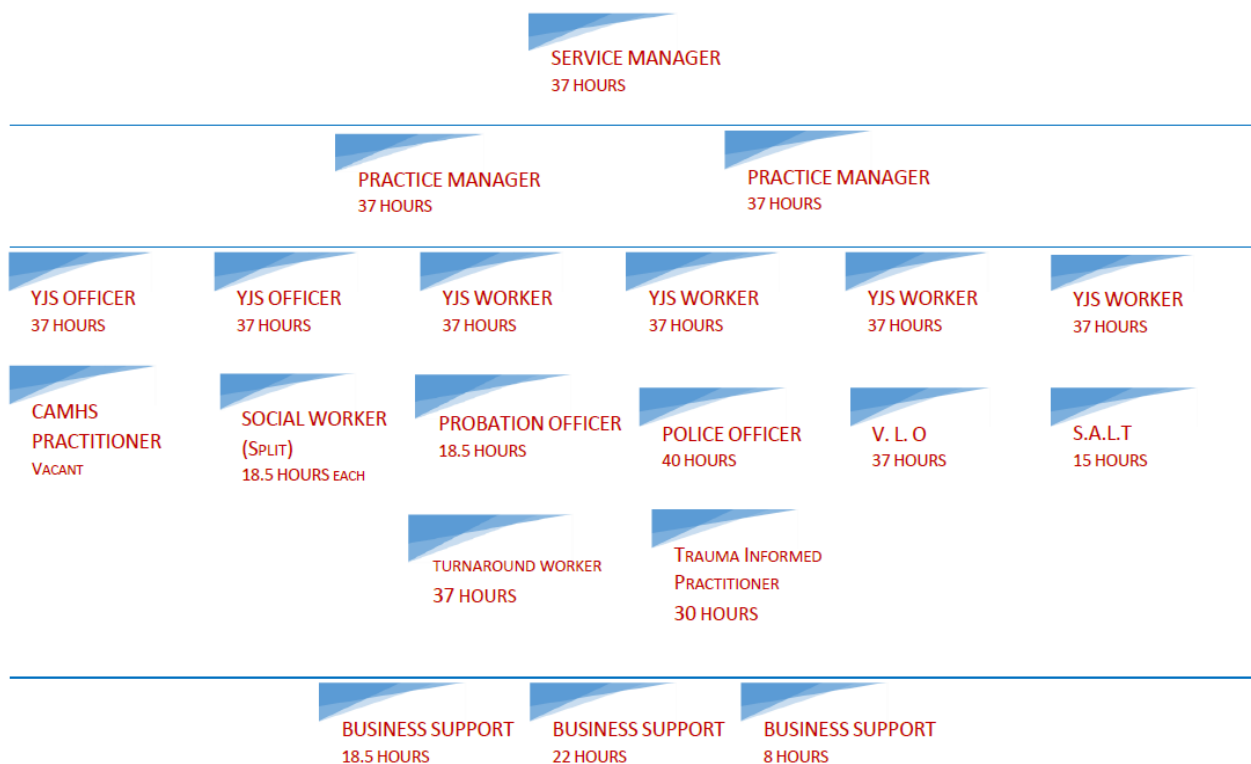 SERVICE MANAGER
37 HOURS
PRACTICE MANAGER
37 HOURS
PRACTICE MANAGER
37 HOURS
YJS OFFICER
37 HOURS
YJS OFFICER
37 HOURS
YJS WORKER
37 HOURS
YJS WORKER
37 HOURS
YJS WORKER
37 HOURS
YJS WORKER
37 HOURS
CAMHS
PRACTITIONER
VACANT
SOCIAL WORKER
(SPLIT)
18.5 HOURS EACH
PROBATION OFFICER
18.5 HOURS
POLICE OFFICER
40 HOURS
V. L. O
37 HOURS
S.A.L.T
15 HOURS
TURNAROUND WORKER
37 HOURS
TRAUMA INFORMED
PRACTITIONER
30 HOURS
BUSINESS SUPPORT
18.5 HOURS
BUSINESS SUPPORT
22 HOURS
BUSINESS SUPPORT
8 HOURS